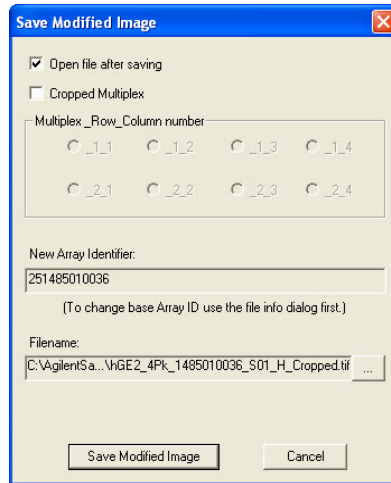 Save Modified Image
Open file after saving
Cropped Multiplex
Multiplex _Row_Column number
_1_1 _1_2 _1_3 _1_4
_2_1 _2_2 _2_3 _2_4
New Array Identifier:
251485010036
(To change base Array ID use the file info dialog first.)
Filename:
C:\AgilentSa...\hGE2_4Pk_1485010036_S01_H_Cropped.tif ...
Save Modified Image Cancel